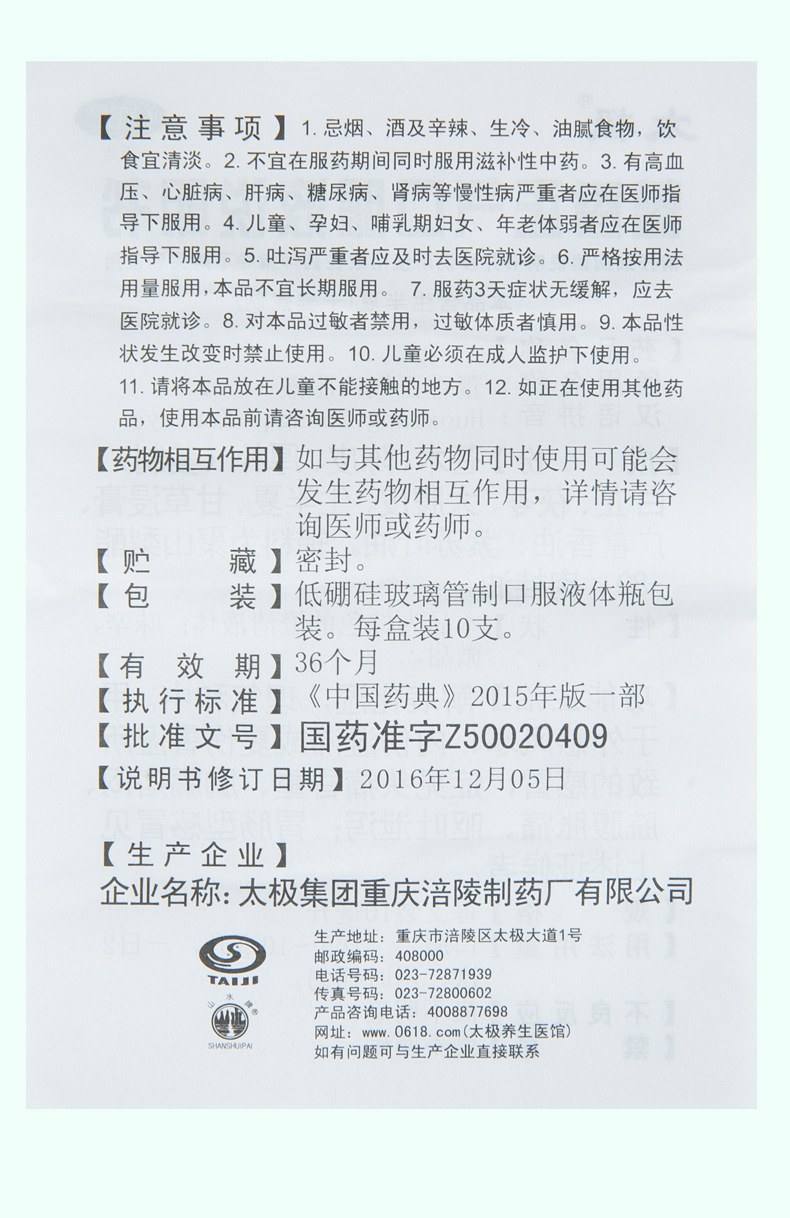 【注意事项】1. 忌烟、酒及辛辣、生冷、油腻食物，饮
食宜清淡。2. 不宜在服药期间同时服用滋补性中药。3. 有高血
压、心脏病、肝病、糖尿病、肾病等慢性病严重者应在医师指
导下服用。4. 儿童、孕妇、哺乳期妇女、年老体弱者应在医师
指导下服用。5. 吐泻严重者应及时去医院就诊。6. 严格按用法
用量服用，本品不宜长期服用。 7. 服药3天症状无缓解，应去
医院就诊。8. 对本品过敏者禁用，过敏体质者慎用。9. 本品性
状发生改变时禁止使用。10. 儿童必须在成人监护下使用。
11. 请将本品放在儿童不能接触的地方。12. 如正在使用其他药
品，使用本品前请咨询医师或药师。
【药物相互作用】如与其他药物同时使用可能会
发生药物相互作用，详情请咨
询医师或药师。
【贮 藏】密封。
【包 装】低硼硅玻璃管制口服液体瓶包
装。每盒装10支。
【有 效 期】36个月
【执行标准】《中国药典》2015年版一部
【批准文号】国药准字Z50020409
【说明书修订日期】2016年12月05日
【生产企业】
企业名称：太极集团重庆涪陵制药厂有限公司
生产地址：重庆市涪陵区太极大道1号
邮政编码：408000
电话号码：023-72871939
传真号码：023-72800602
产品咨询电话：4008877698
网址：www.0618.com(太极养生医馆)
如有问题可与生产企业直接联系
TAIJI
山水牌
SHANSHUIPAI